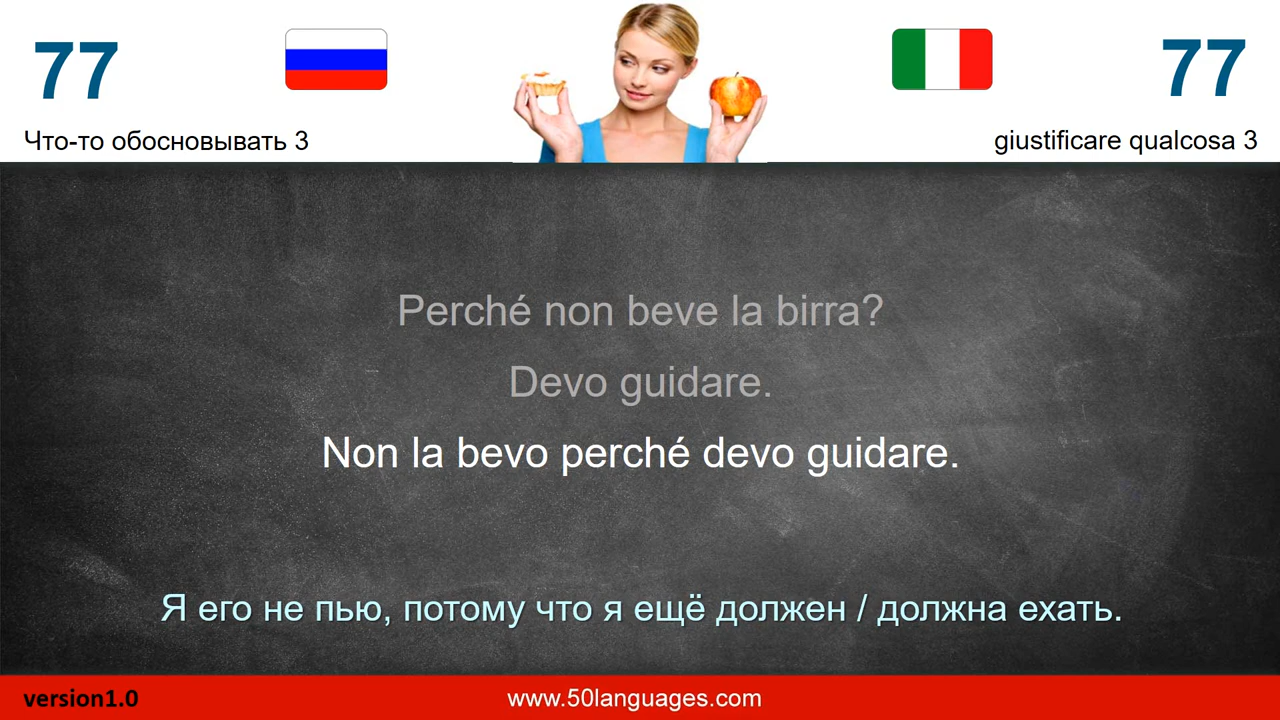 77
77
Что-то обосновывать 3
giustificare qualcosa 3
Perché non beve la birra?
Devo guidare.
Non la bevo perché devo guidare.
Я его не пью, потому что я ещё должен / должна ехать.
version1.0
www.50languages.com